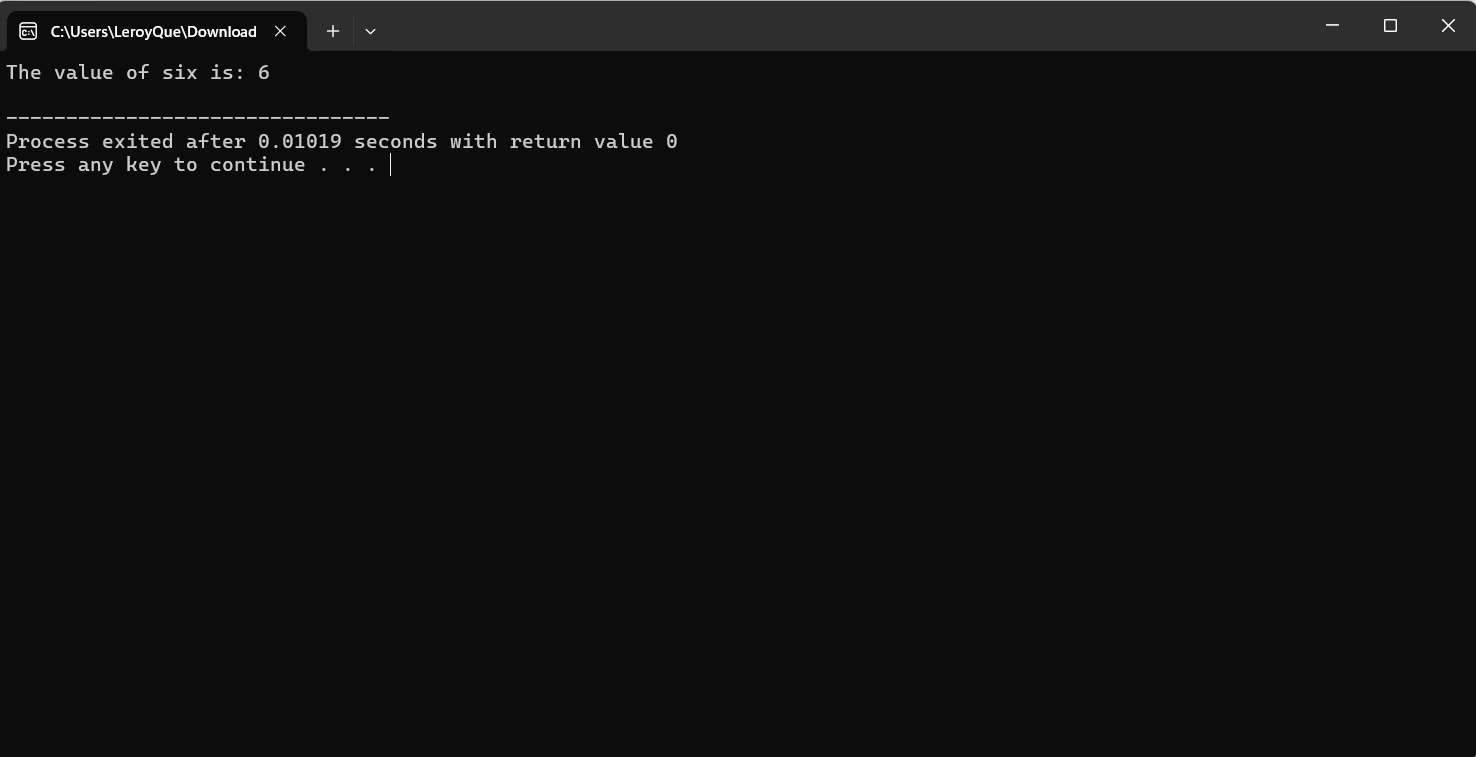 C:\Users\LeroyQue\Download
The value of six is: 6
--------------------------------
Process exited after 0.01019 seconds with return value 0
Press any key to continue . . .